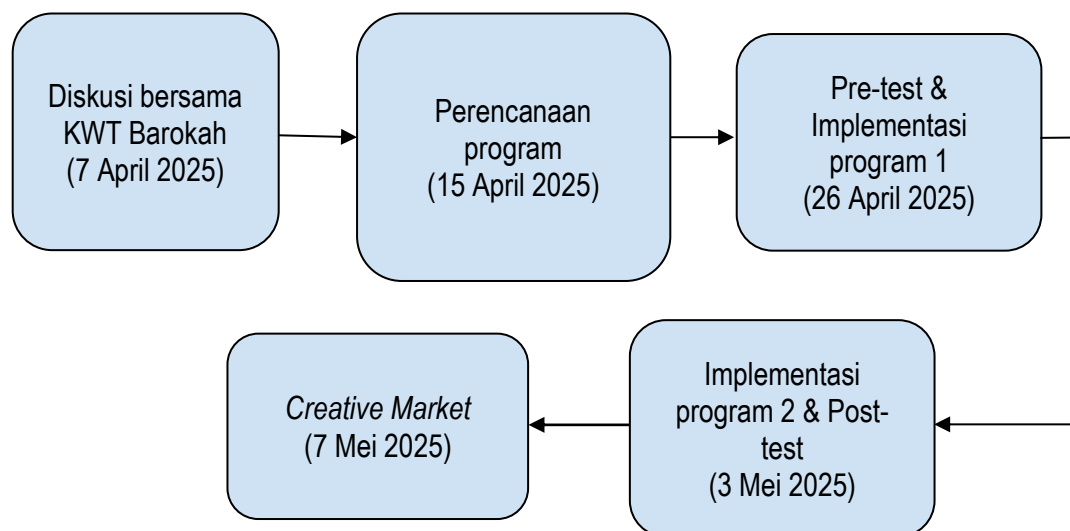 Diskusi bersama
KWT Barokah
(7 April 2025)
Perencanaan
program
(15 April 2025)
Pre-test &
Implementasi
program 1
(26 April 2025)
Implementasi
program 2 & Post-
test
(3 Mei 2025)
Creative Market
(7 Mei 2025)